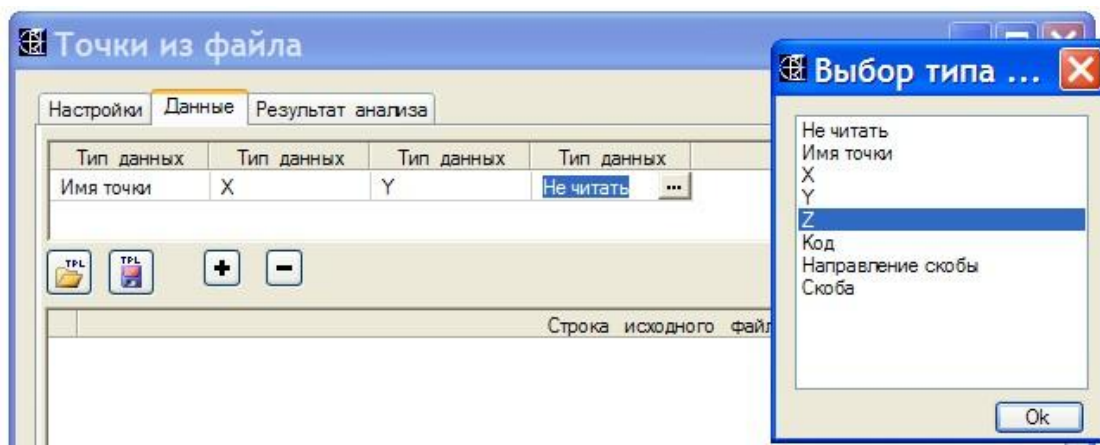 Точки из файла
Настройки Данные Результат анализа
Тип данных Тип данных Тип данных Тип данных
Имя точки X Y Не читать ...
TPL TPL + -
Строка исходного файл
Выбор типа ...
Не читать
Имя точки
X
Y
Z
Код
Направление скобы
Скоба
Ok